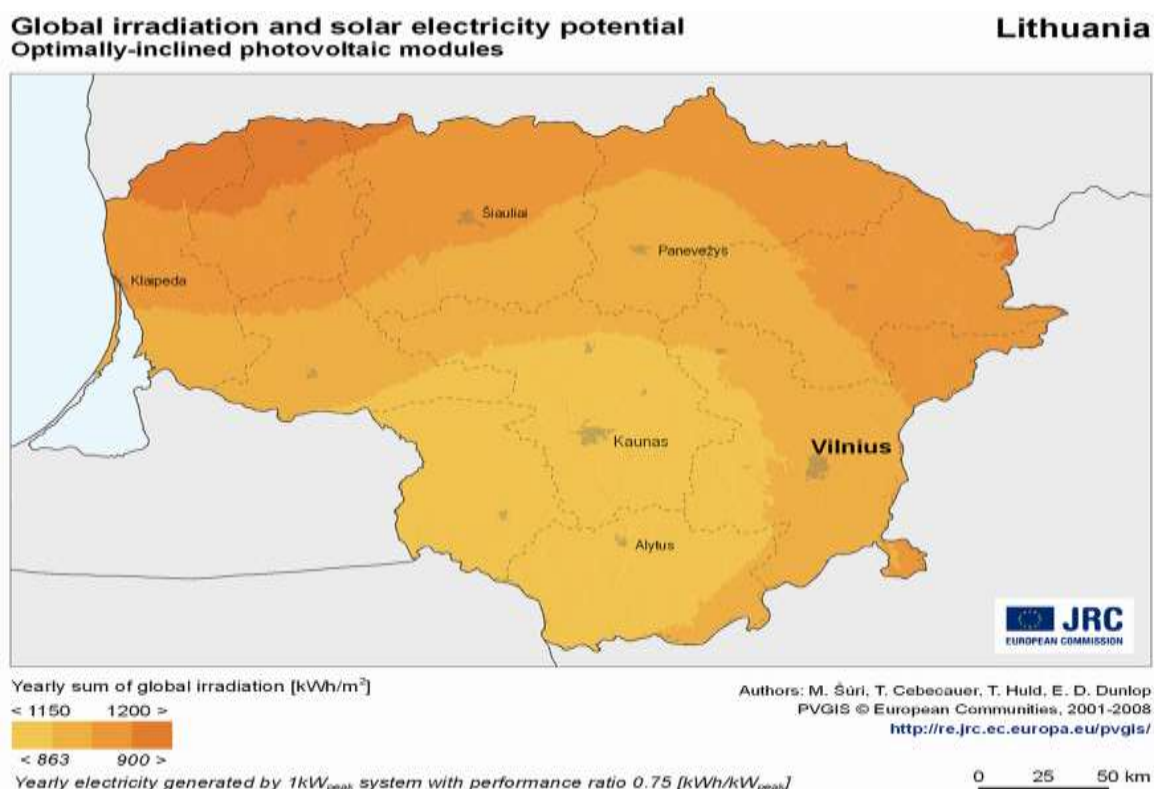 Global irradiation and solar electricity potential
Optimally-inclined photovoltaic modules
Lithuania
Šiauliai
Panevėžys
Klaipeda
Kaunas
Vilnius
Alytus
JRC
EUROPEAN COMMISSION
Yearly sum of global irradiation [kWh/m²]
< 1150 1200 >
< 863 900 >
Yearly electricity generated by 1kWpeak system with performance ratio 0.75 [kWh/kWpeak]
Authors: M. Šúri, T. Cebecauer, T. Huld, E. D. Dunlop
PVGIS © European Communities, 2001-2008
http://re.jrc.ec.europa.eu/pvgis/
0 25 50 km